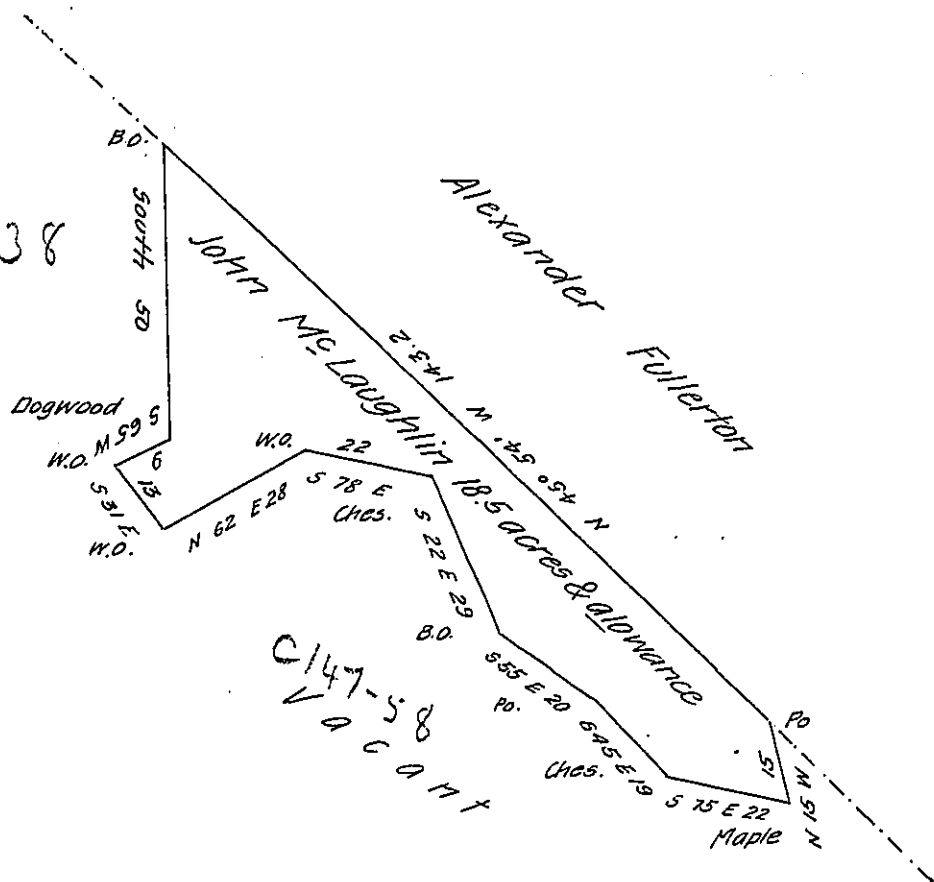 B.O.
South 50
38
Alexander Fullerton
John McLaughlin 18.5 acres & alowance
N 45° 54' W 143.2
Dogwood
S 65 W
9
W.O.
13
S 31 E
W.O.
N 62 E 28
W.O.
22
S 78 E
Ches.
S 22 E 29
B.O.
S 55 E 20
Po.
S 45 E 19
Ches.
S 75 E 22
Maple
Po
15
N 15 W
C147-58
Vacant